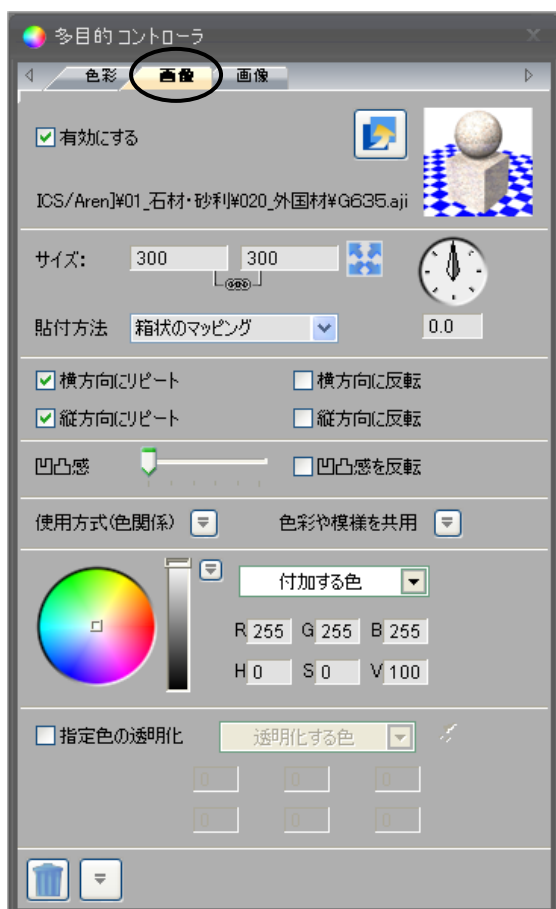 多目的コントローラ
色彩 画像 画像
有効にする
ICS/Aren]¥01_石材・砂利¥020_外国材¥G635.aji
サイズ: 300 300
貼付方法 箱状のマッピング 0.0
横方向にリピート 横方向に反転
縦方向にリピート 縦方向に反転
凹凸感 凹凸感を反転
使用方式(色関係) 色彩や模様を共用
付加する色
R 255 G 255 B 255
H 0 S 0 V 100
指定色の透明化 透明化する色
0 0 0
0 0 0